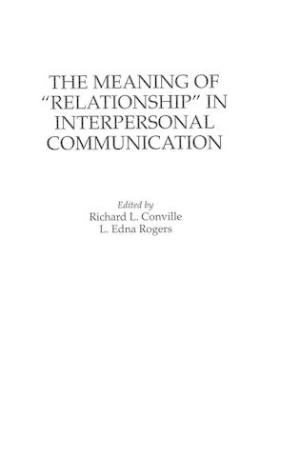 THE MEANING OF
“RELATIONSHIP” IN
INTERPERSONAL
COMMUNICATION
Edited by
Richard L. Conville
L. Edna Rogers